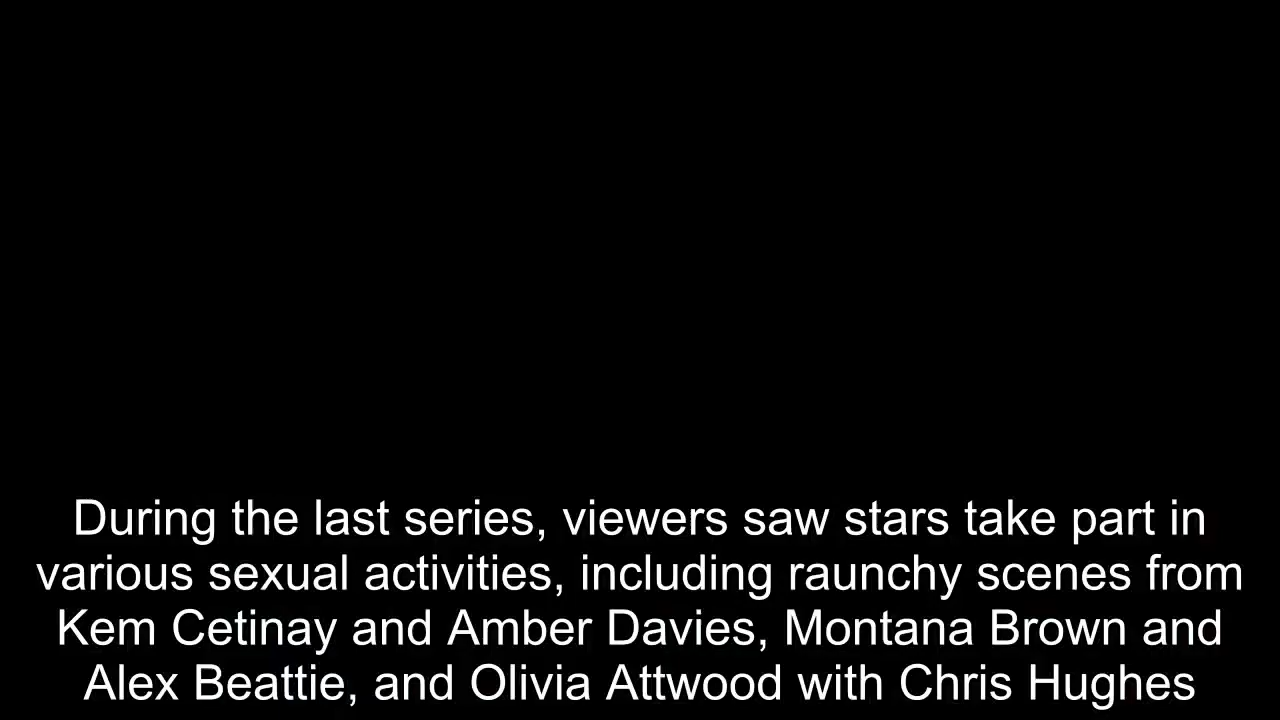 During the last series, viewers saw stars take part in
various sexual activities, including raunchy scenes from
Kem Cetinay and Amber Davies, Montana Brown and
Alex Beattie, and Olivia Attwood with Chris Hughes